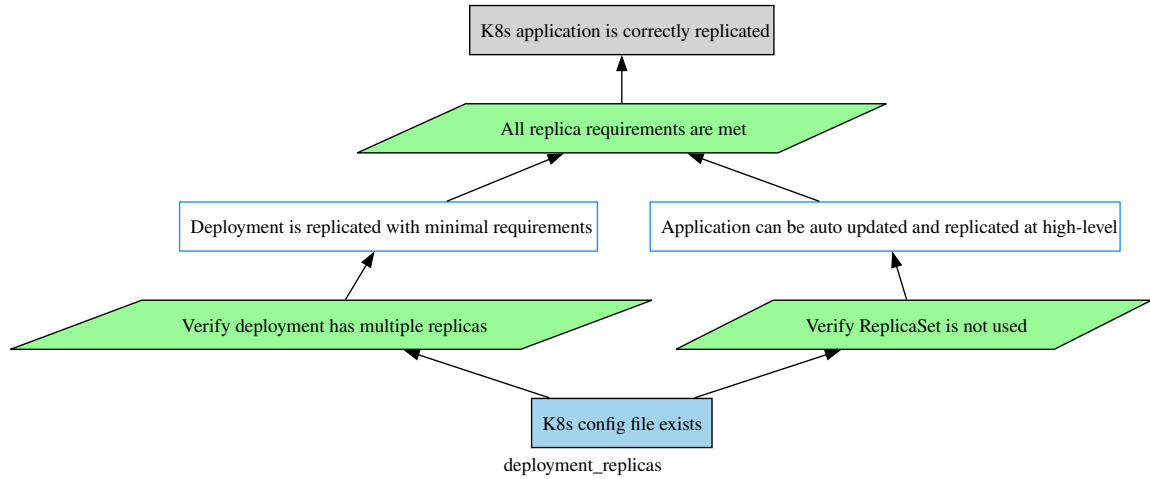 K8s application is correctly replicated
All replica requirements are met
Deployment is replicated with minimal requirements
Application can be auto updated and replicated at high-level
Verify deployment has multiple replicas
Verify ReplicaSet is not used
K8s config file exists
deployment_replicas